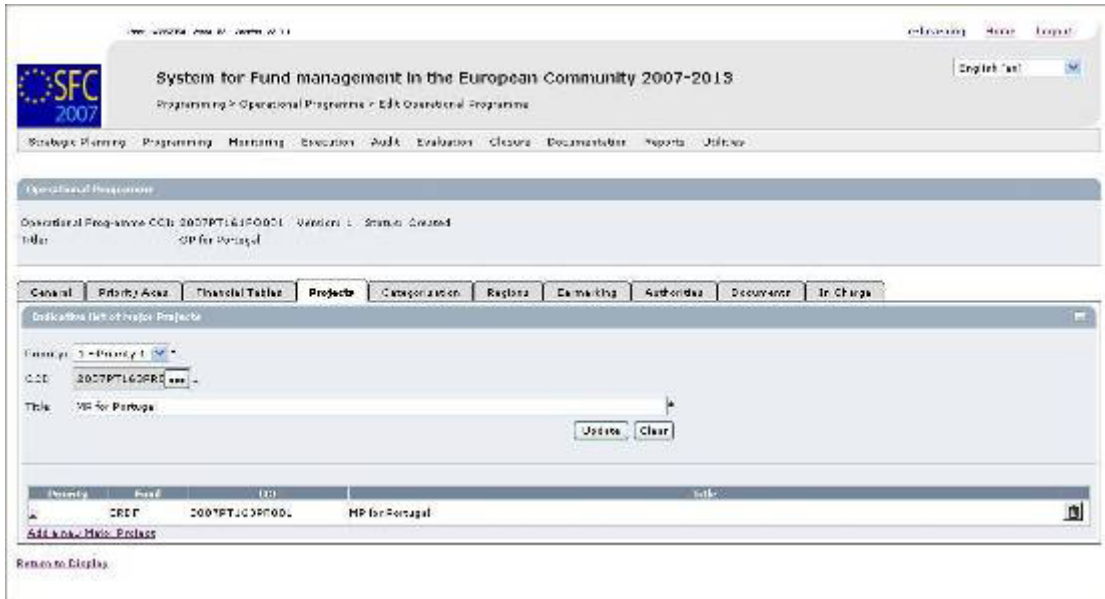 e-Learning Home Logout
SFC
2007
System for Fund management in the European Community 2007-2013
English (en)
Programming > Operational Programme > Edit Operational Programme
Strategic Planning Programming Monitoring Execution Audit Evaluation Closure Documentation Reports Utilities
Operational Programme
Operational Programme CCI: 2007PT161PO001 Version: 1 Status: Created
Title: OP for Portugal
General Priority Axes Financial Tables Projects Categorisation Regions Earmarking Authorities Documents In Charge
Indicative list of Major Projects
Priority: 1 - Priority 1 *
CCI: ...
Title MP for Portugal *
Update Clear
Priority Fund CCI Title
MP for Portugal
Add a new Major Project
Return to Display